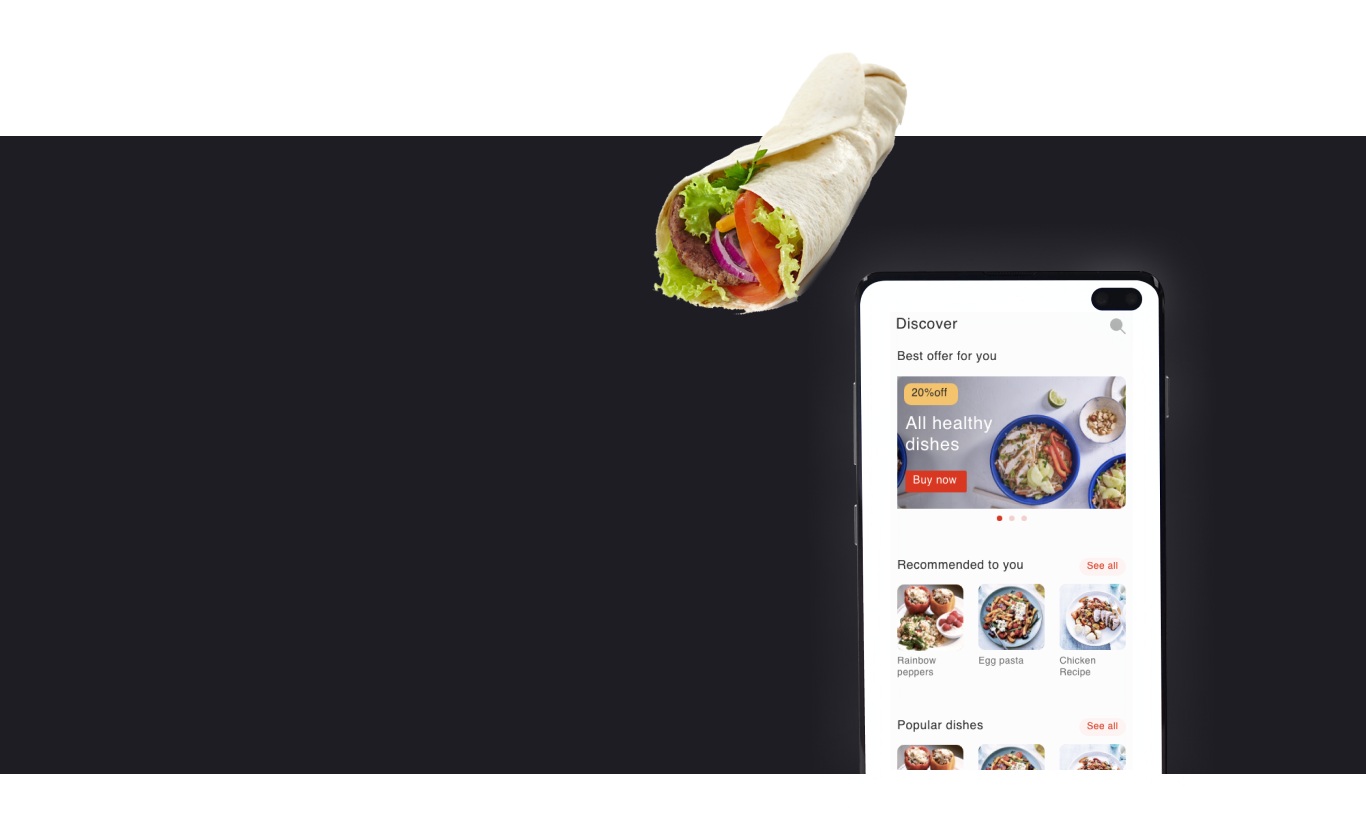 Discover
Best offer for you
20%off
All healthy
dishes
Buy now
Recommended to you
See all
Rainbow
peppers
Egg pasta
Chicken
Recipe
Popular dishes
See all